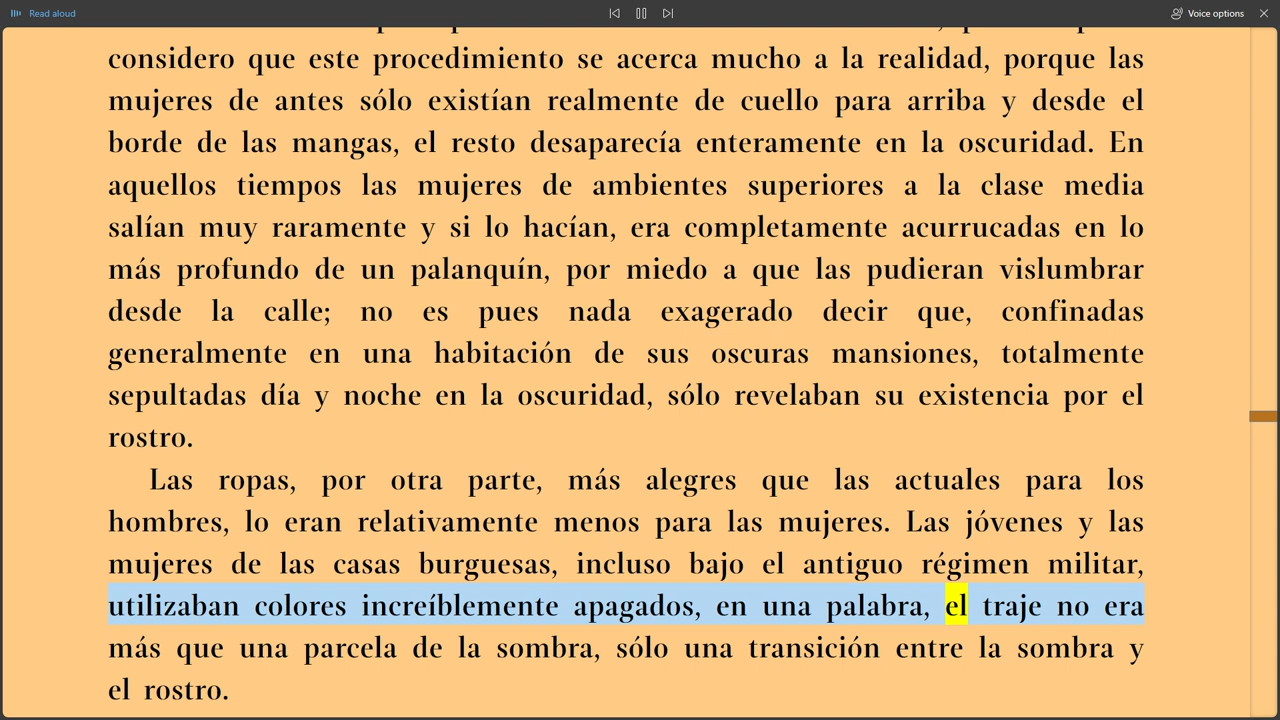 Read aloud
Voice options
considero que este procedimiento se acerca mucho a la realidad, porque las
mujeres de antes sólo existían realmente de cuello para arriba y desde el
borde de las mangas, el resto desaparecía enteramente en la oscuridad. En
aquellos tiempos las mujeres de ambientes superiores a la clase media
salían muy raramente y si lo hacían, era completamente acurrucadas en lo
más profundo de un palanquín, por miedo a que las pudieran vislumbrar
desde la calle; no es pues nada exagerado decir que, confinadas
generalmente en una habitación de sus oscuras mansiones, totalmente
sepultadas día y noche en la oscuridad, sólo revelaban su existencia por el
rostro.
Las ropas, por otra parte, más alegres que las actuales para los
hombres, lo eran relativamente menos para las mujeres. Las jóvenes y las
mujeres de las casas burguesas, incluso bajo el antiguo régimen militar,
utilizaban colores increíblemente apagados, en una palabra, el traje no era
más que una parcela de la sombra, sólo una transición entre la sombra y
el rostro.